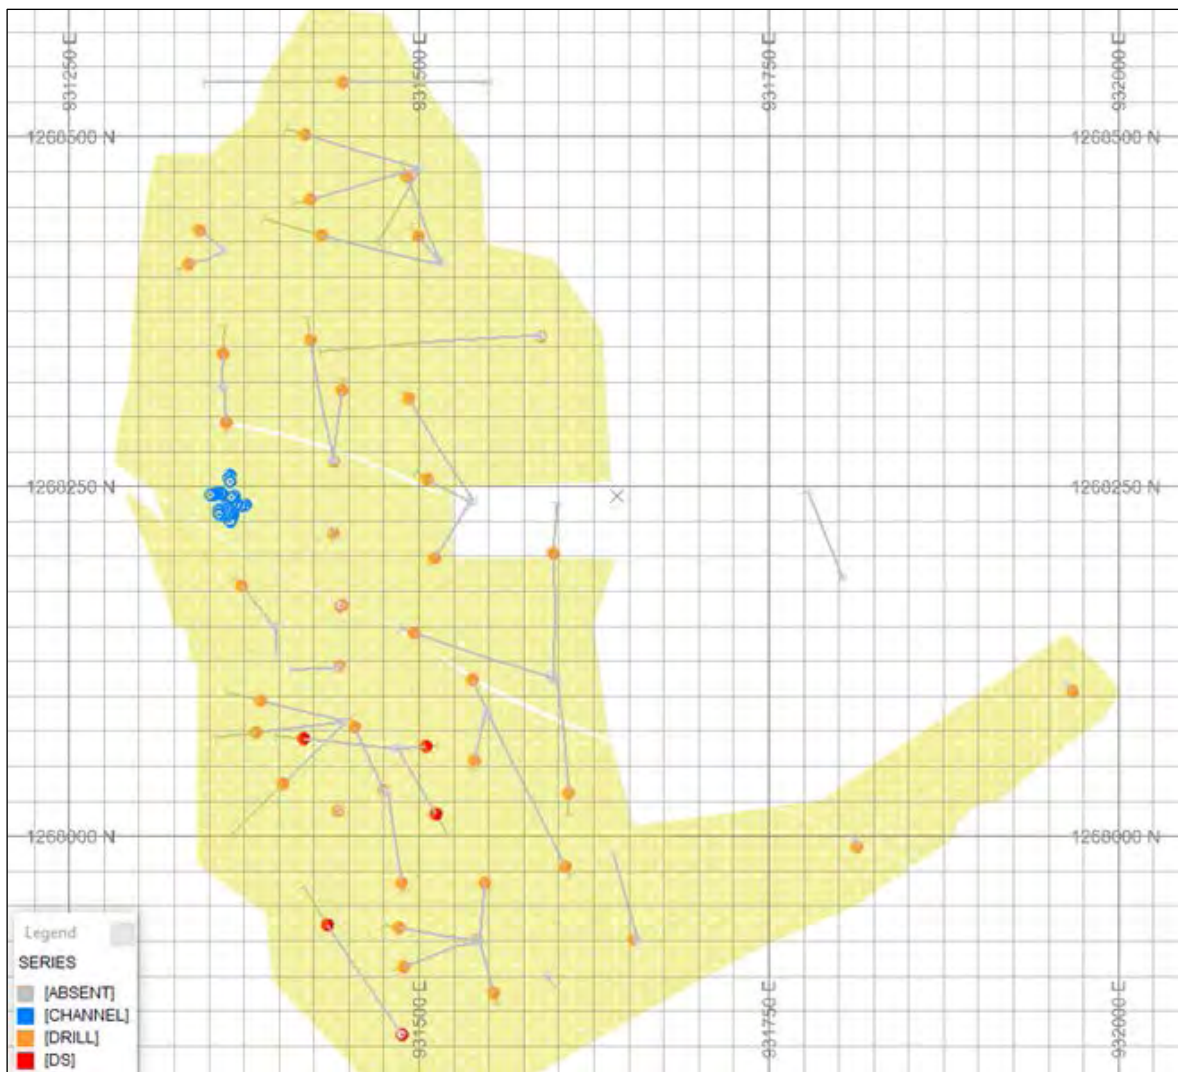 931250 E
931500 E
931750 E
932000 E
1268500 N
1268500 N
1268250 N
1268250 N
1268000 N
1268000 N
Legend
SERIES
[ABSENT]
[CHANNEL]
[DRILL]
[DS]
931500 E
931750 E
932000 E